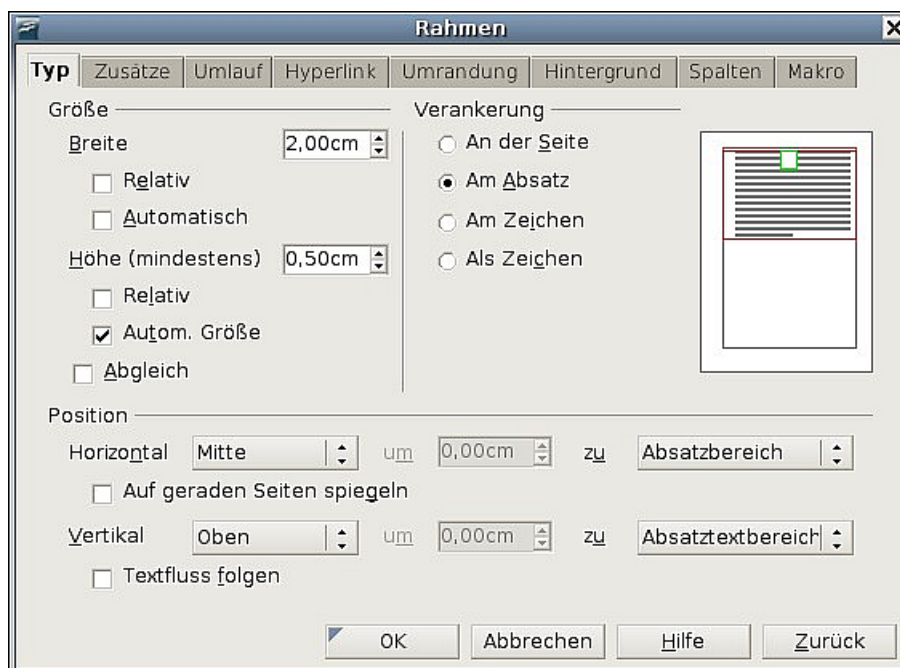 Rahmen
Typ Zusätze Umlauf Hyperlink Umrandung Hintergrund Spalten Makro
Größe
Breite 2,00cm
Relativ
Automatisch
Höhe (mindestens) 0,50cm
Relativ
Autom. Größe
Abgleich
Verankerung
An der Seite
Am Absatz
Am Zeichen
Als Zeichen
Position
Horizontal Mitte um 0,00cm zu Absatzbereich
Auf geraden Seiten spiegeln
Vertikal Oben um 0,00cm zu Absatztextbereich
Textfluss folgen
OK Abbrechen Hilfe Zurück